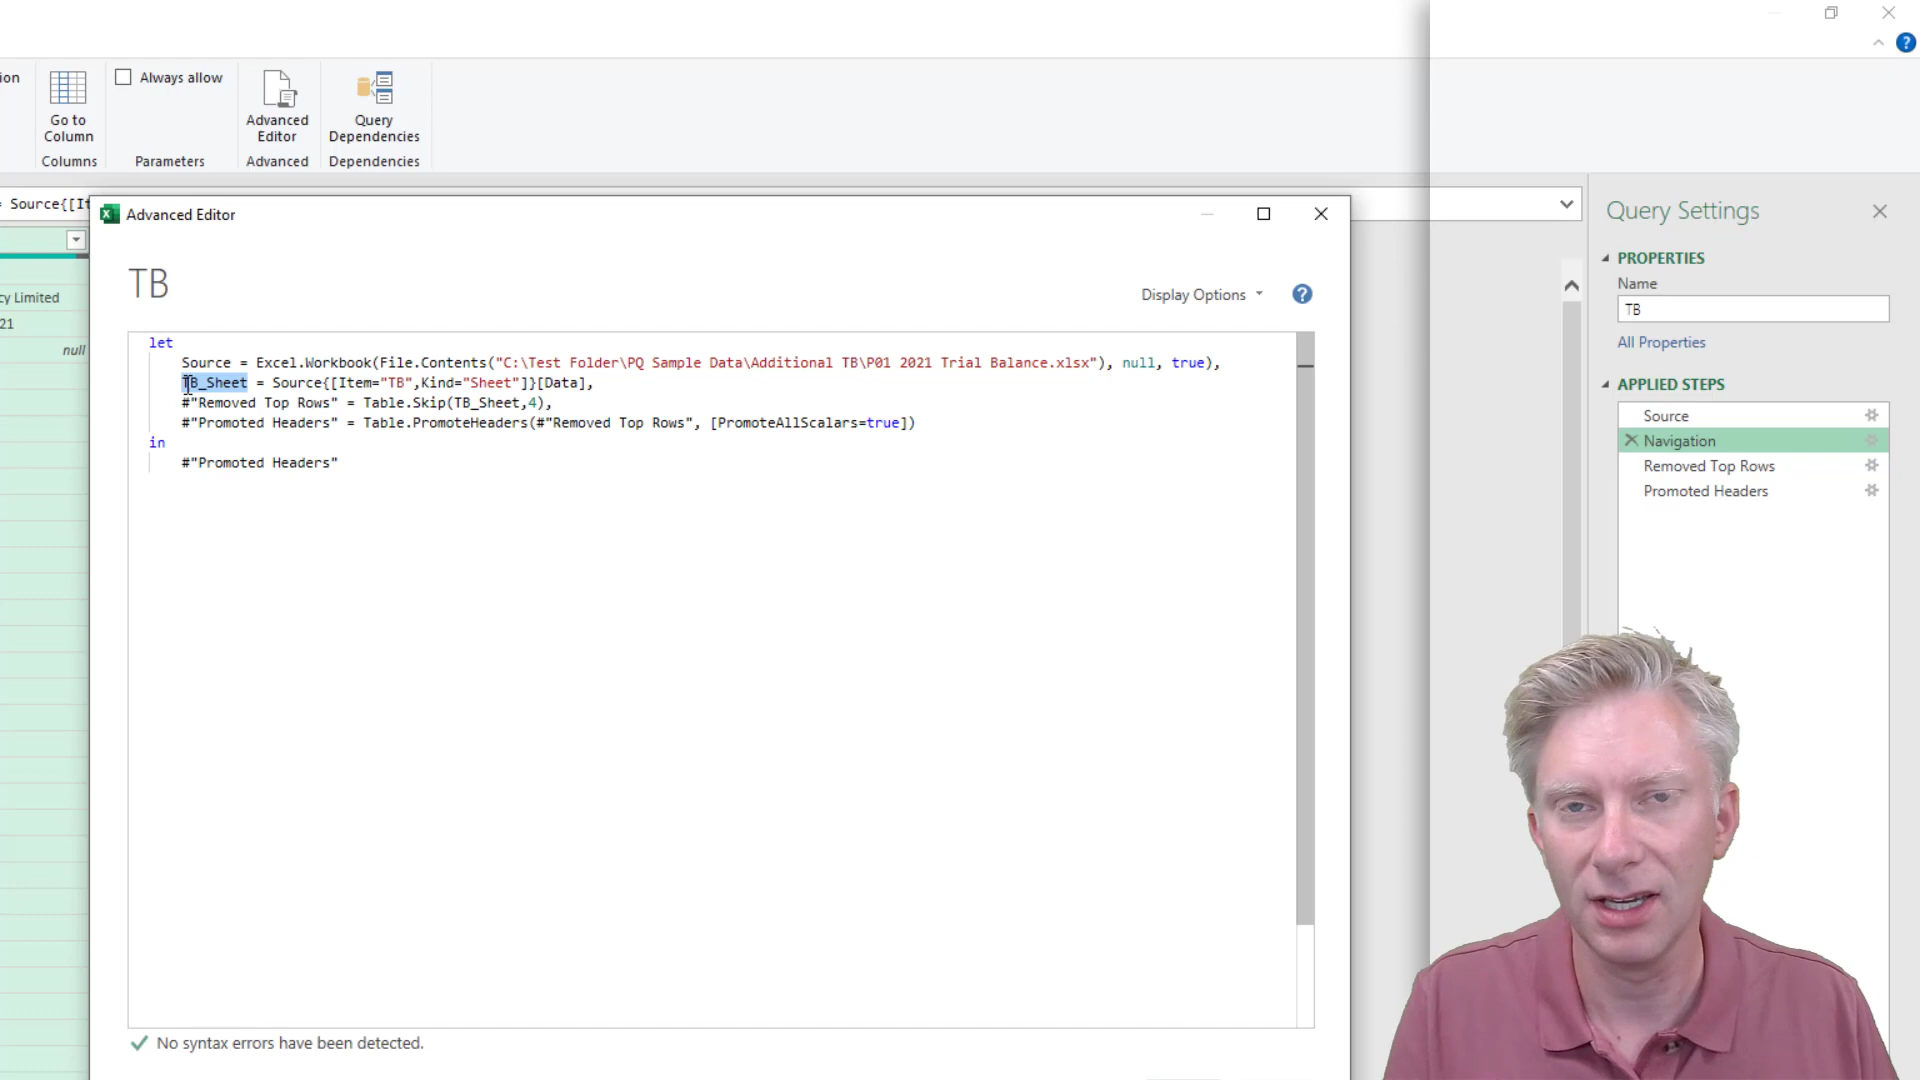 ion
Go to
Column
Columns
Always allow
Parameters
Advanced
Editor
Advanced
Query
Dependencies
Dependencies
?
= Source{[It
cy Limited
21
null
Advanced Editor
TB
Display Options
?
let
Source = Excel.Workbook(File.Contents("C:\Test Folder\PQ Sample Data\Additional TB\P01 2021 Trial Balance.xlsx"), null, true),
TB_Sheet = Source{[Item="TB",Kind="Sheet"]}[Data],
#"Removed Top Rows" = Table.Skip(TB_Sheet,4),
#"Promoted Headers" = Table.PromoteHeaders(#"Removed Top Rows", [PromoteAllScalars=true])
in
#"Promoted Headers"
No syntax errors have been detected.
Query Settings
PROPERTIES
Name
TB
All Properties
APPLIED STEPS
Source
Navigation
Removed Top Rows
Promoted Headers